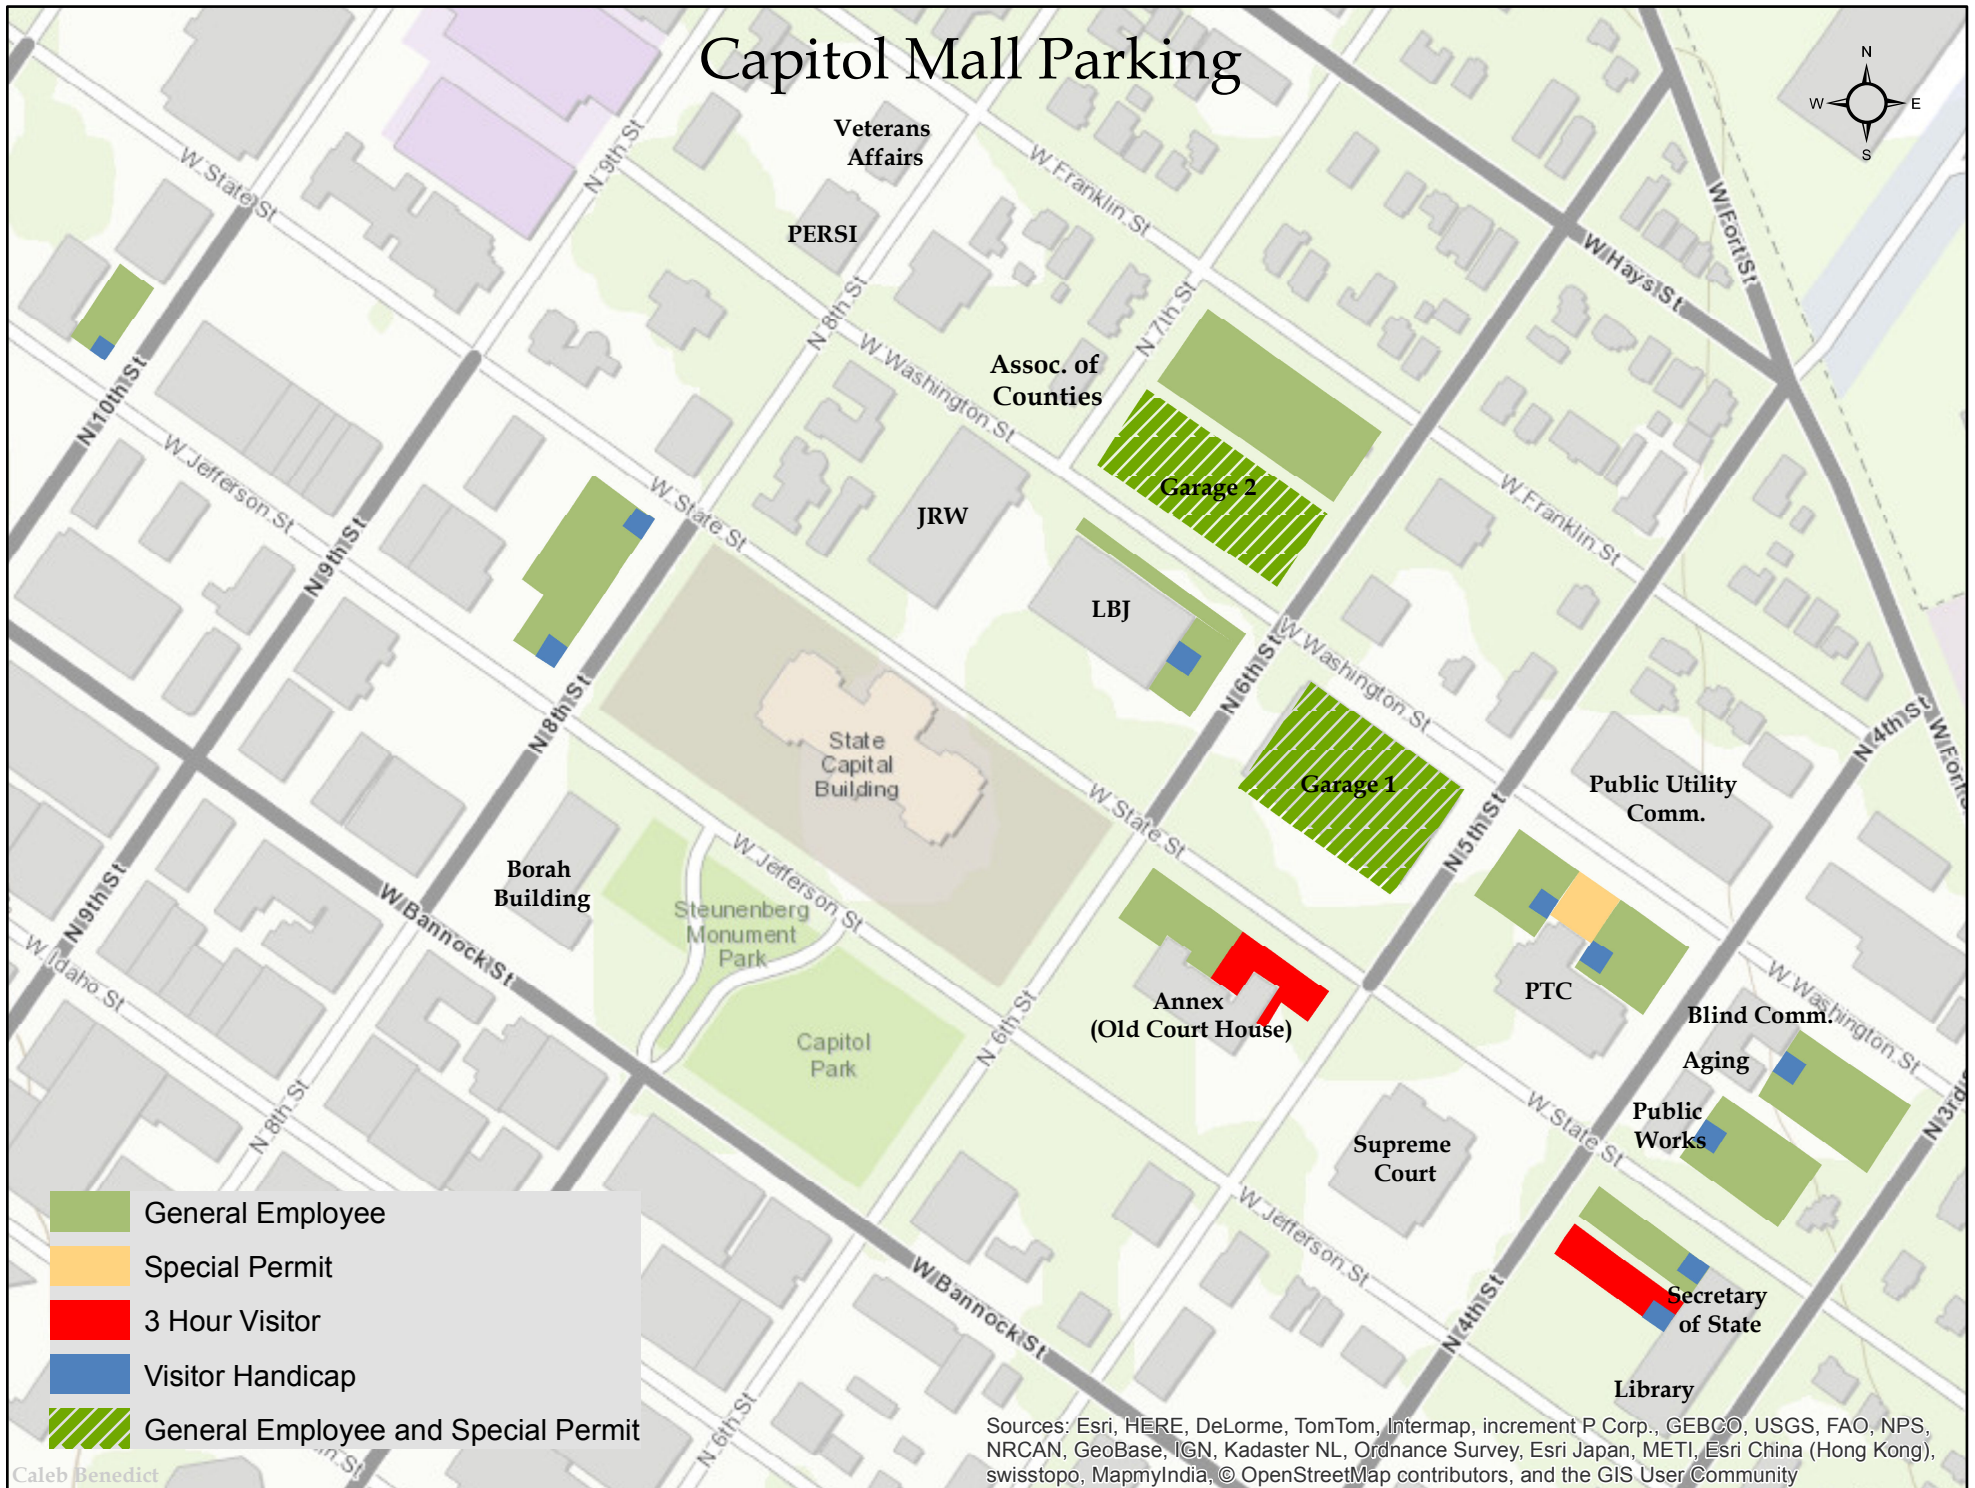 Capitol Mall Parking
N
W
E
S
Veterans
Affairs
PERSI
N 9th St
W State St
W Franklin St
W Fort St
W Hays St
N 8th St
N 7th St
W Washington St
Assoc. of
Counties
N 10th St
W Jefferson St
N 9th St
W State St
JRW
Garage 2
W Franklin St
LBJ
N 6th St
W Washington St
N 8th St
State
Capital
Building
W State St
Garage 1
N 5th St
Public Utility
Comm.
N 4th St
W Fort
Borah
Building
W Jefferson St
Steunenberg
Monument
Park
N 9th St
W Bannock St
W Idaho St
Capitol
Park
N 6th St
Annex
(Old Court House)
PTC
Blind Comm.
W Washington St
Aging
Public
Works
N 3rd
W State St
Supreme
Court
N 8th St
W Jefferson St
N 4th St
Secretary
of State
Library
W Bannock St
N 6th St
General Employee
Special Permit
3 Hour Visitor
Visitor Handicap
General Employee and Special Permit
in St
Caleb Benedict
Sources: Esri, HERE, DeLorme, TomTom, Intermap, increment P Corp., GEBCO, USGS, FAO, NPS,
NRCAN, GeoBase, IGN, Kadaster NL, Ordnance Survey, Esri Japan, METI, Esri China (Hong Kong),
swisstopo, MapmyIndia, © OpenStreetMap contributors, and the GIS User Community